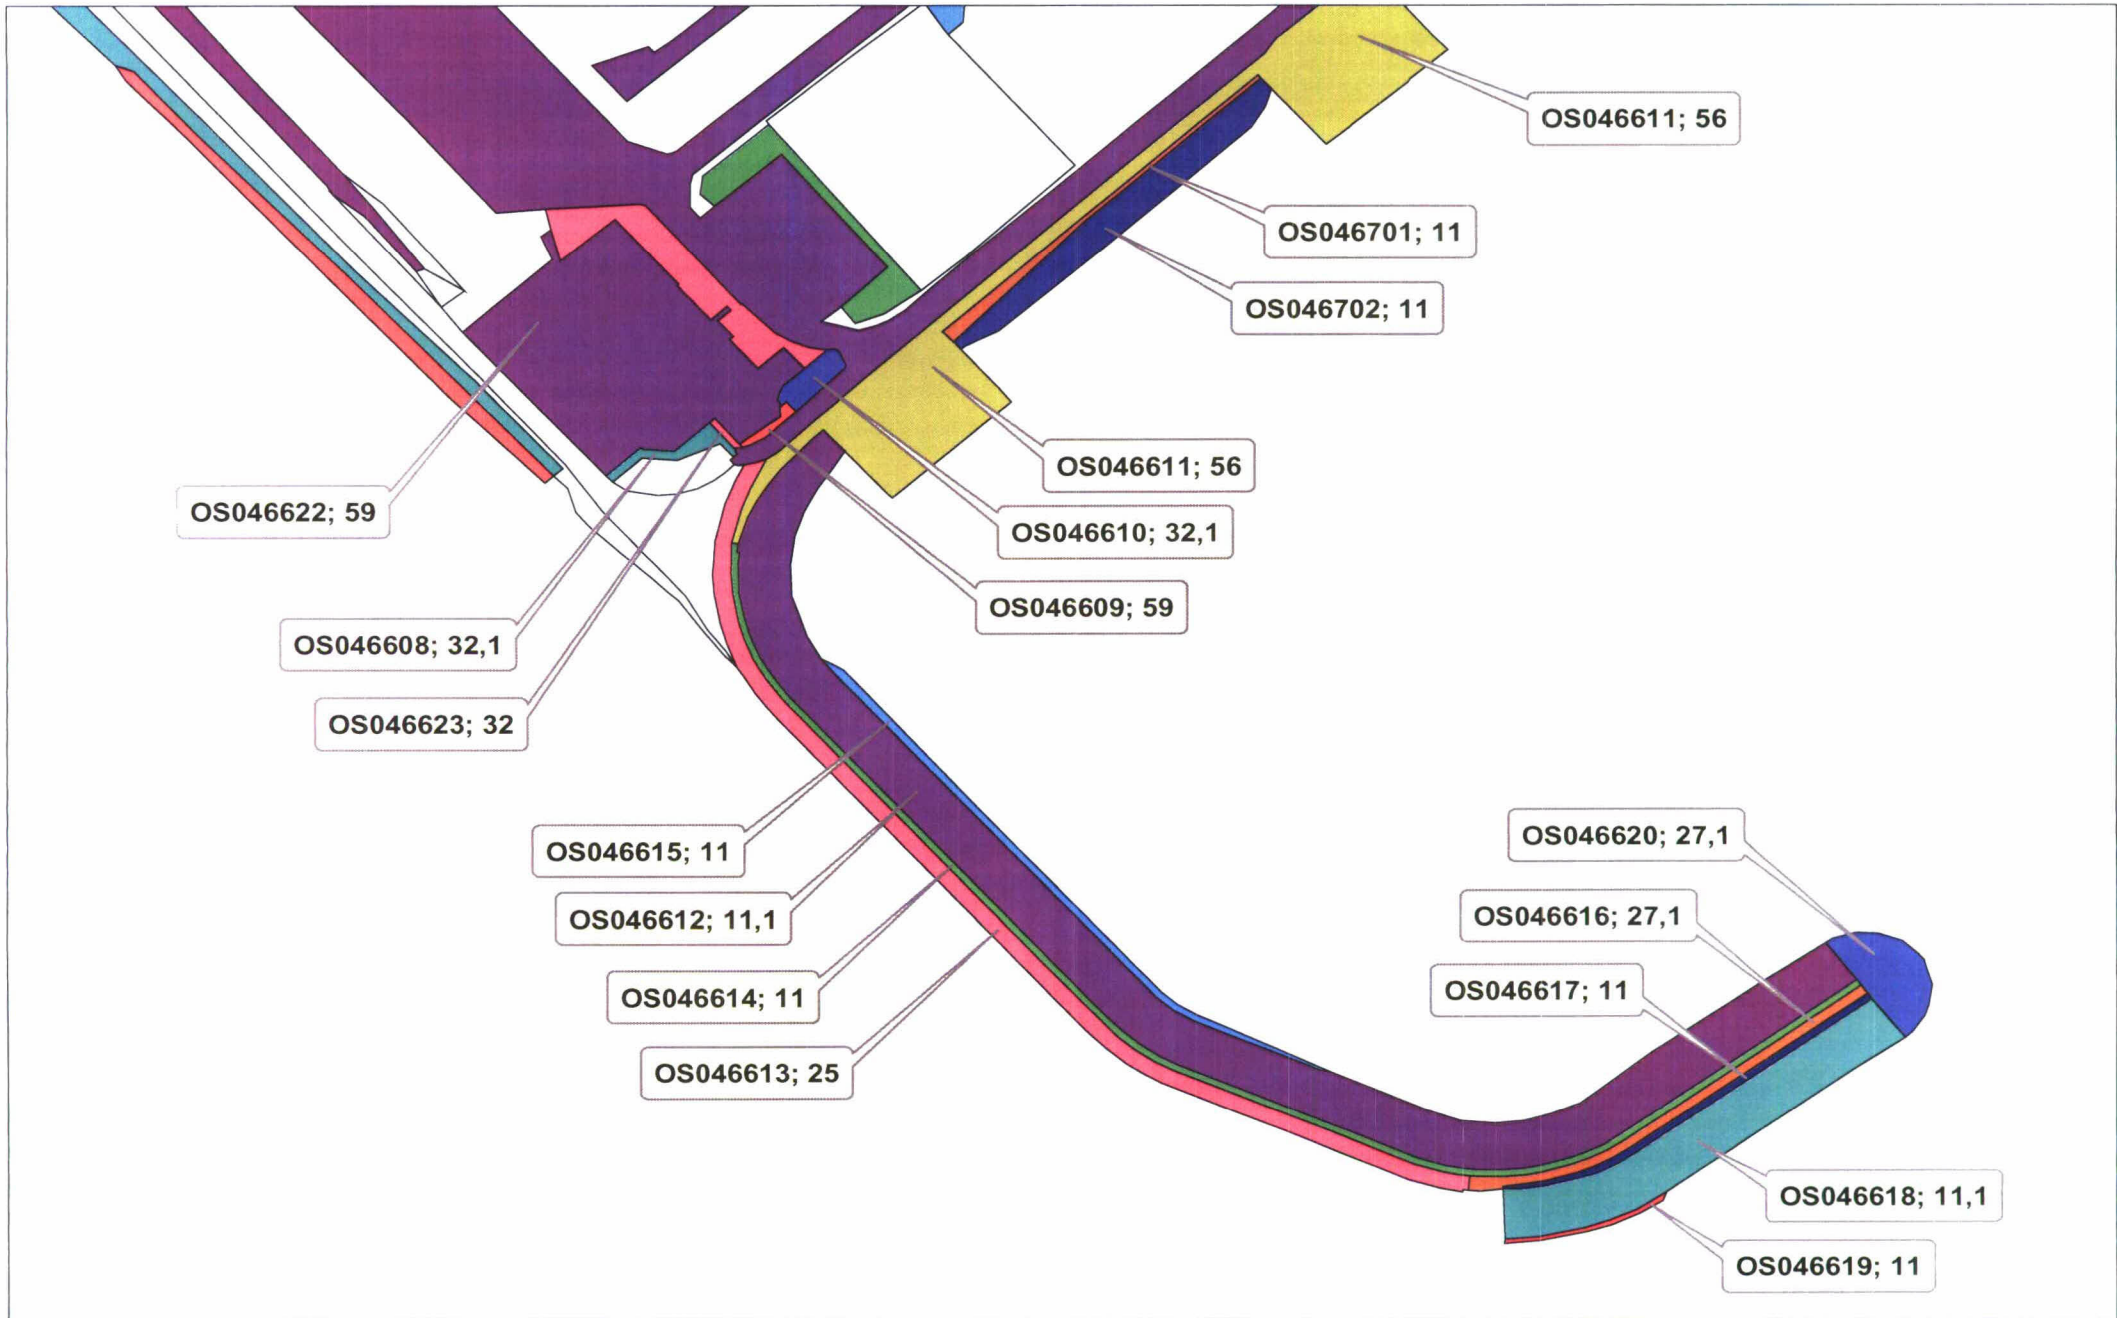 OS046611; 56
OS046701; 11
OS046702; 11
OS046611; 56
OS046622; 59
OS046610; 32,1
OS046609; 59
OS046608; 32,1
OS046623; 32
OS046615; 11
OS046620; 27,1
OS046612; 11,1
OS046616; 27,1
OS046614; 11
OS046617; 11
OS046613; 25
OS046618; 11,1
OS046619; 11